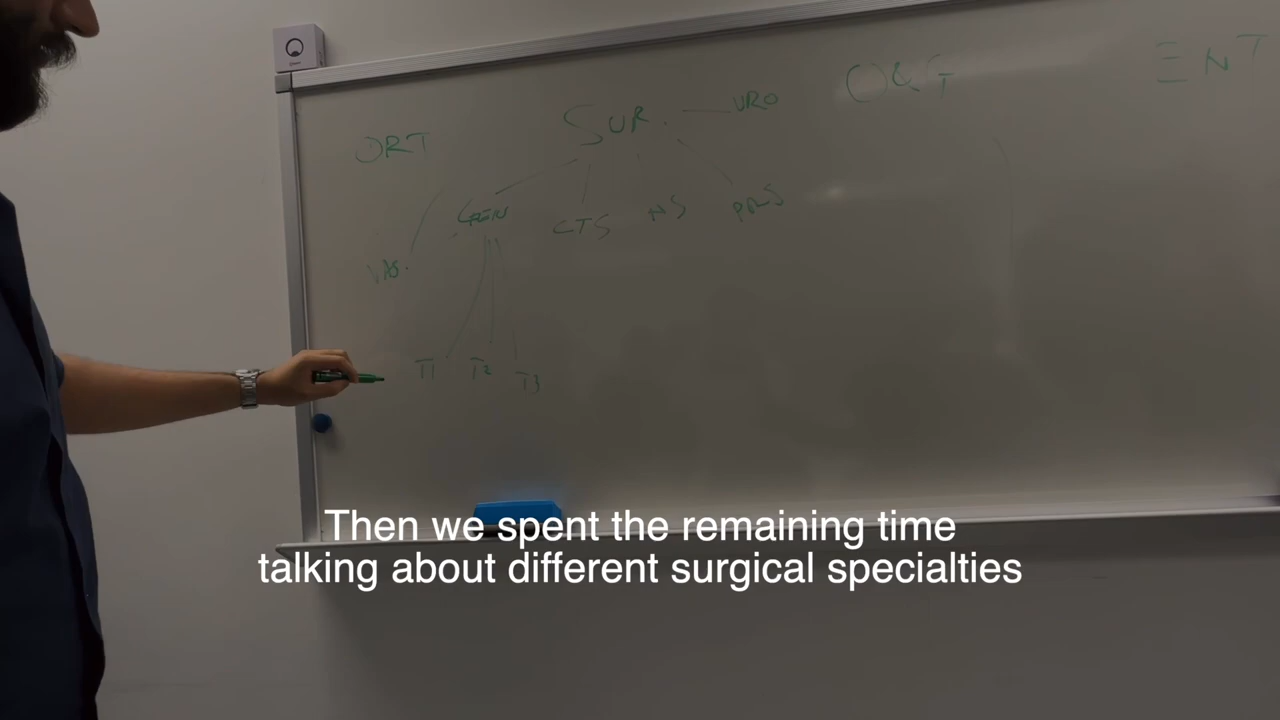 SUR.
URO
ORT
ENT
GEN
CTS
NS
PRS
VAS.
T1 T2 T3
Then we spent the remaining time
talking about different surgical specialties